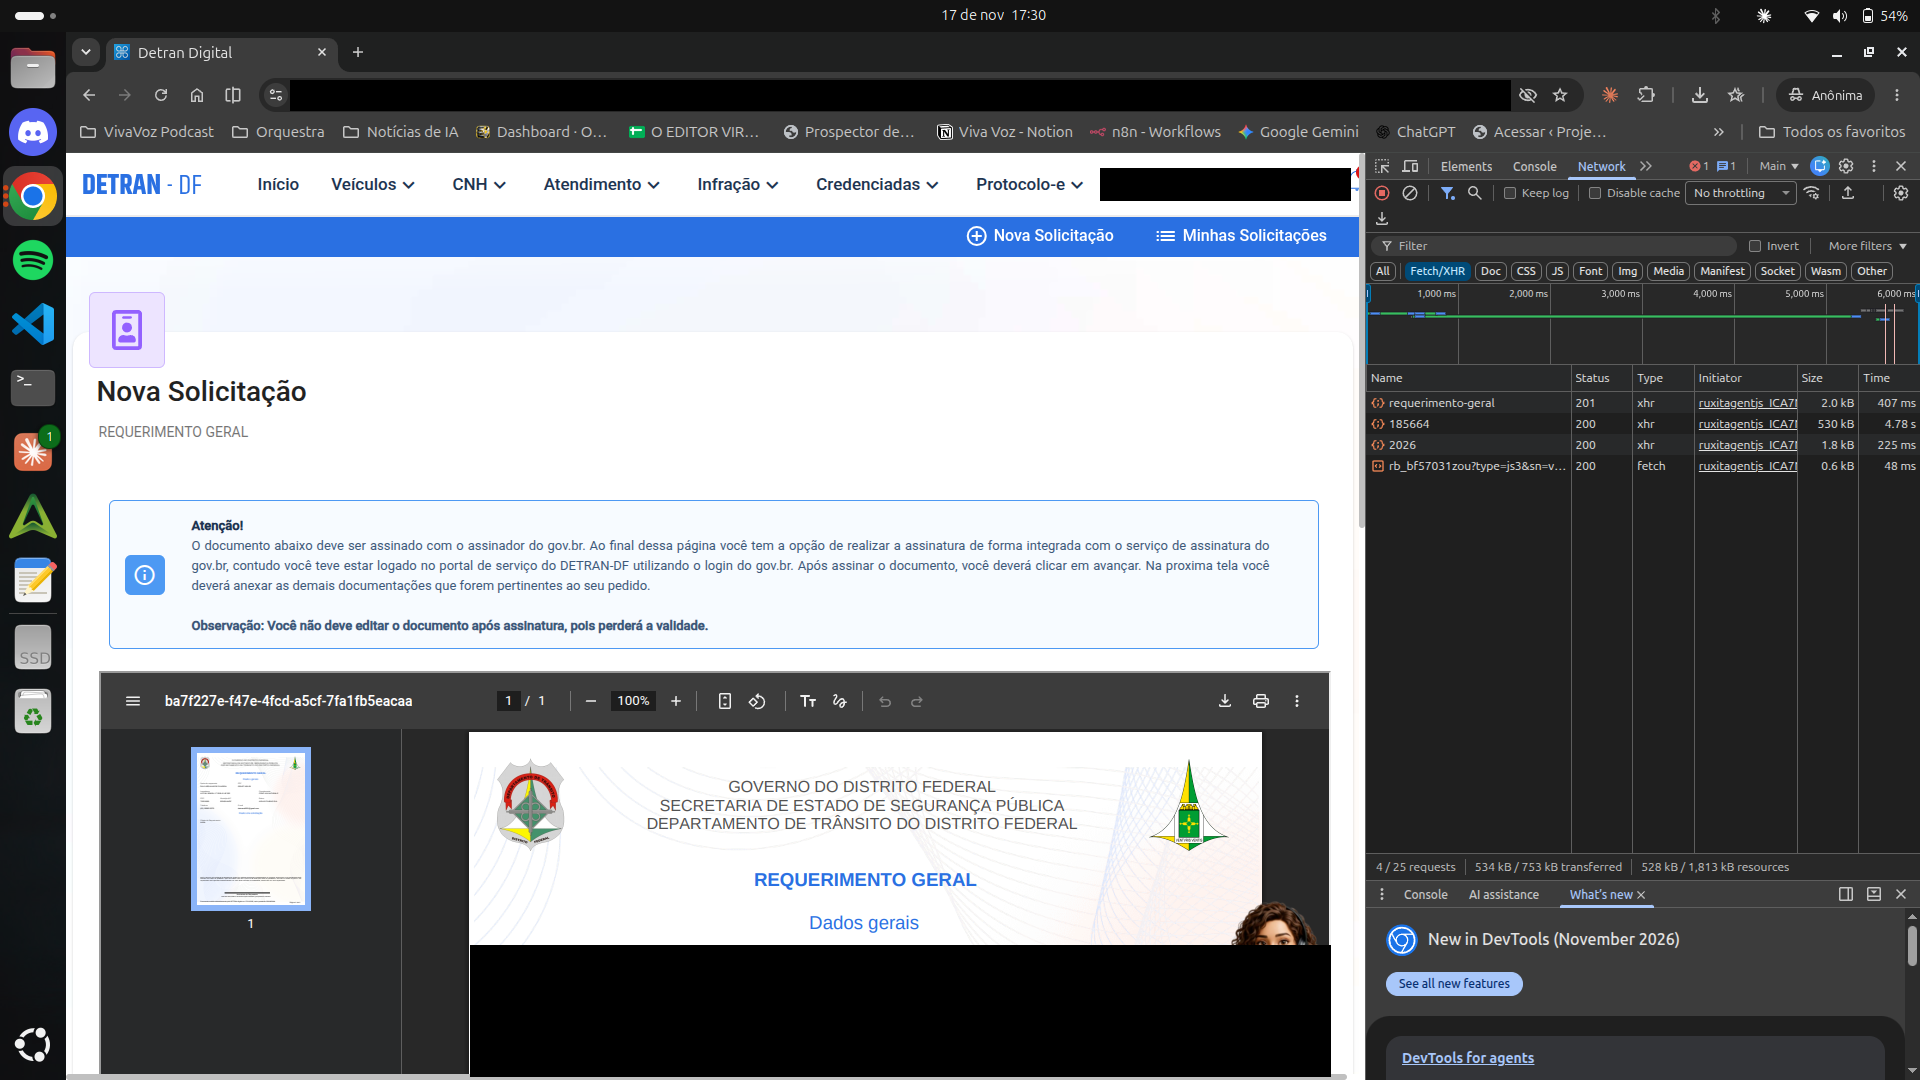 17 de nov 17:30
54%
Detran Digital
Anônima
VivaVoz Podcast
Orquestra
Notícias de IA
Dashboard · O...
O EDITOR VIR...
Prospector de...
Viva Voz - Notion
n8n - Workflows
Google Gemini
ChatGPT
Acessar ‹ Proje...
Todos os favoritos
DETRAN - DF
Início
Veículos
CNH
Atendimento
Infração
Credenciadas
Protocolo-e
Nova Solicitação
Minhas Solicitações
Nova Solicitação
REQUERIMENTO GERAL
Atenção!
O documento abaixo deve ser assinado com o assinador do gov.br. Ao final dessa página você tem a opção de realizar a assinatura de forma integrada com o serviço de assinatura do
gov.br, contudo você teve estar logado no portal de serviço do DETRAN-DF utilizando o login do gov.br. Após assinar o documento, você deverá clicar em avançar. Na proxima tela você
deverá anexar as demais documentações que forem pertinentes ao seu pedido.
Observação: Você não deve editar o documento após assinatura, pois perderá a validade.
ba7f227e-f47e-4fcd-a5cf-7fa1fb5eacaa
1 / 1
100%
1
GOVERNO DO DISTRITO FEDERAL
SECRETARIA DE ESTADO DE SEGURANÇA PÚBLICA
DEPARTAMENTO DE TRÂNSITO DO DISTRITO FEDERAL
REQUERIMENTO GERAL
Dados gerais
SSD
1
Elements
Console
Network
1
1
Main
Keep log
Disable cache
No throttling
Filter
Invert
More filters
All
Fetch/XHR
Doc
CSS
JS
Font
Img
Media
Manifest
Socket
Wasm
Other
1,000 ms
2,000 ms
3,000 ms
4,000 ms
5,000 ms
6,000 ms
Name Status Type Initiator Size Time
requerimento-geral 201 xhr ruxitagentjs_ICA7 2.0 kB 407 ms
185664 200 xhr ruxitagentjs_ICA7 530 kB 4.78 s
2026 200 xhr ruxitagentjs_ICA7 1.8 kB 225 ms
rb_bf57031zou?type=js3&sn=v... 200 fetch ruxitagentjs_ICA7 0.6 kB 48 ms
4 / 25 requests
534 kB / 753 kB transferred
528 kB / 1,813 kB resources
Console
AI assistance
What's new
New in DevTools (November 2026)
See all new features
DevTools for agents